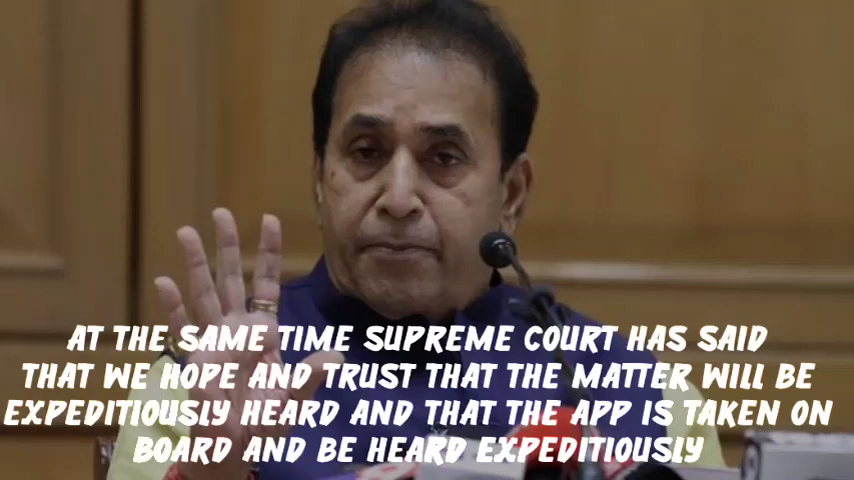 AT THE SAME TIME SUPREME COURT HAS SAID
THAT WE HOPE AND TRUST THAT THE MATTER WILL BE
EXPEDITIOUSLY HEARD AND THAT THE APP IS TAKEN ON
BOARD AND BE HEARD EXPEDITIOUSLY